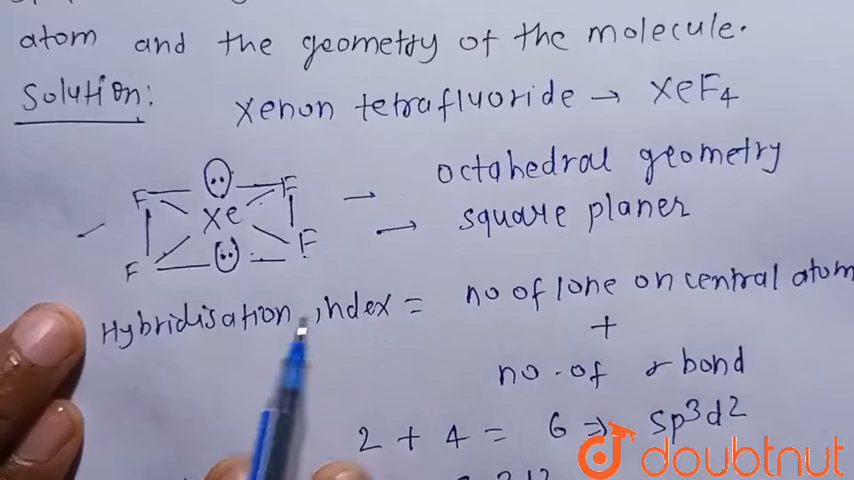 atom and the geometry of the molecule.
Solution:
Xenon tetrafluoride → XeF4
F F
Xe
F F
→ octahedral geometry
→ square planer
Hybridisation index = no of lone on central atom
+
no. of σ bond
2 + 4 = 6 ⇒ sp³d²
doubtnut